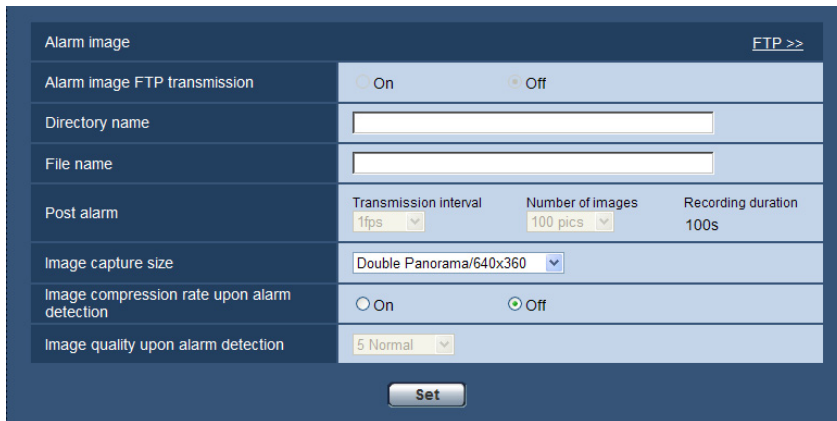 Alarm image
FTP >>
Alarm image FTP transmission
On
Off
Directory name
File name
Post alarm
Transmission interval
Number of images
Recording duration
1fps
100 pics
100s
Image capture size
Double Panorama/640x360
Image compression rate upon alarm
detection
On
Off
Image quality upon alarm detection
5 Normal
Set